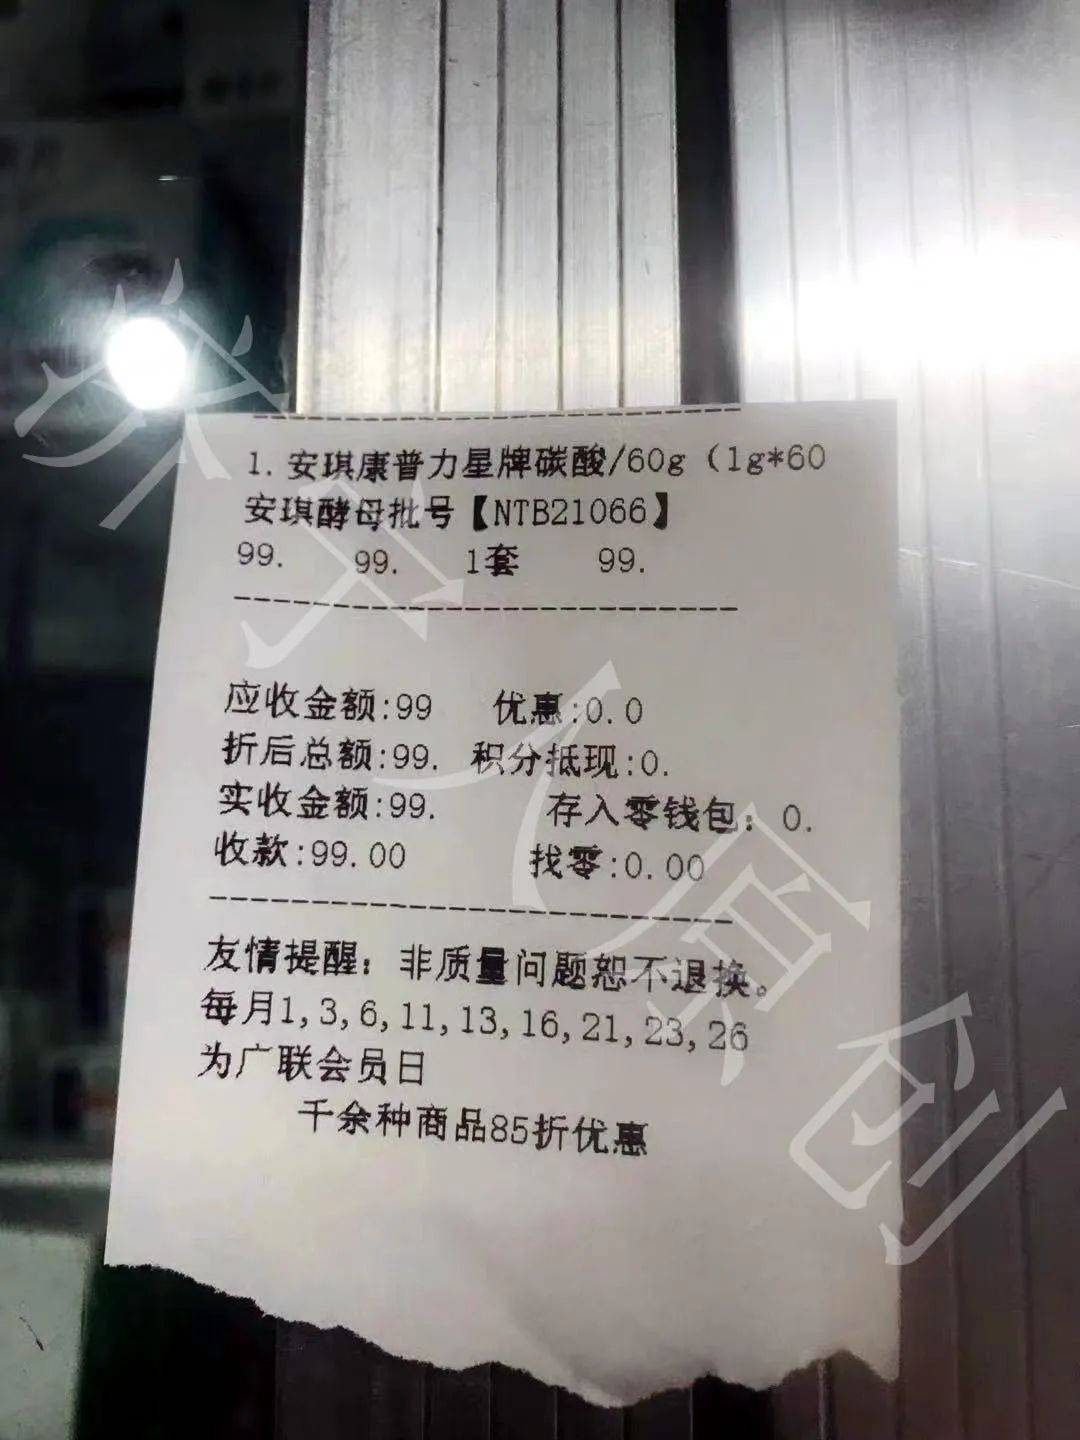 1. 安琪康普力星牌碳酸/60g（1g*60
安琪酵母批号【NTB21066】
99. 99. 1套 99.
应收金额:99 优惠:0.0
折后总额:99. 积分抵现:0.
实收金额:99. 存入零钱包：0.
收款:99.00 找零:0.00
友情提醒：非质量问题恕不退换。
每月1,3,6,11,13,16,21,23,26
为广联会员日
千余种商品85折优惠